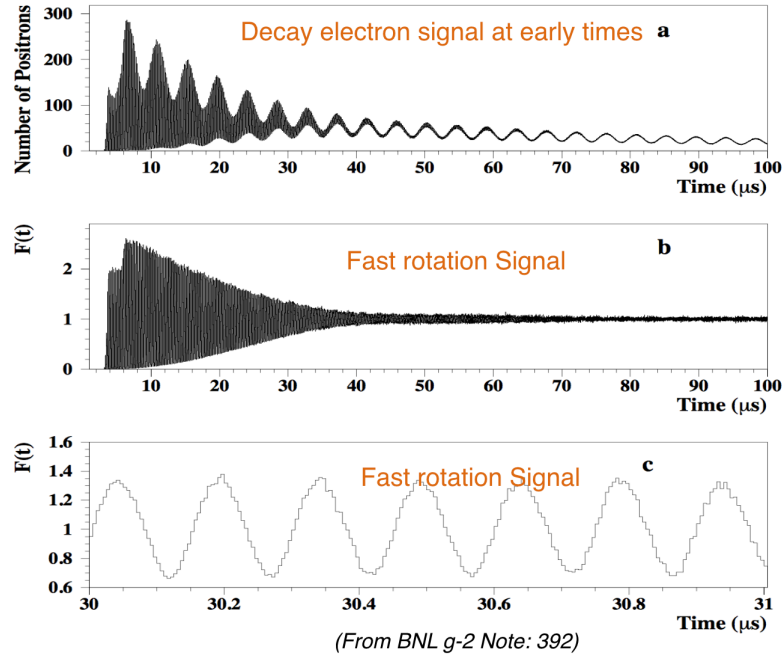 Number of Positrons
300
200
100
0
Decay electron signal at early times
a
10 20 30 40 50 60 70 80 90 100
Time (μs)
F(t)
2
1
0
Fast rotation Signal
b
10 20 30 40 50 60 70 80 90 100
Time (μs)
F(t)
1.6
1.4
1.2
1
0.8
0.6
Fast rotation Signal
c
30 30.2 30.4 30.6 30.8 31
Time (μs)
(From BNL g-2 Note: 392)